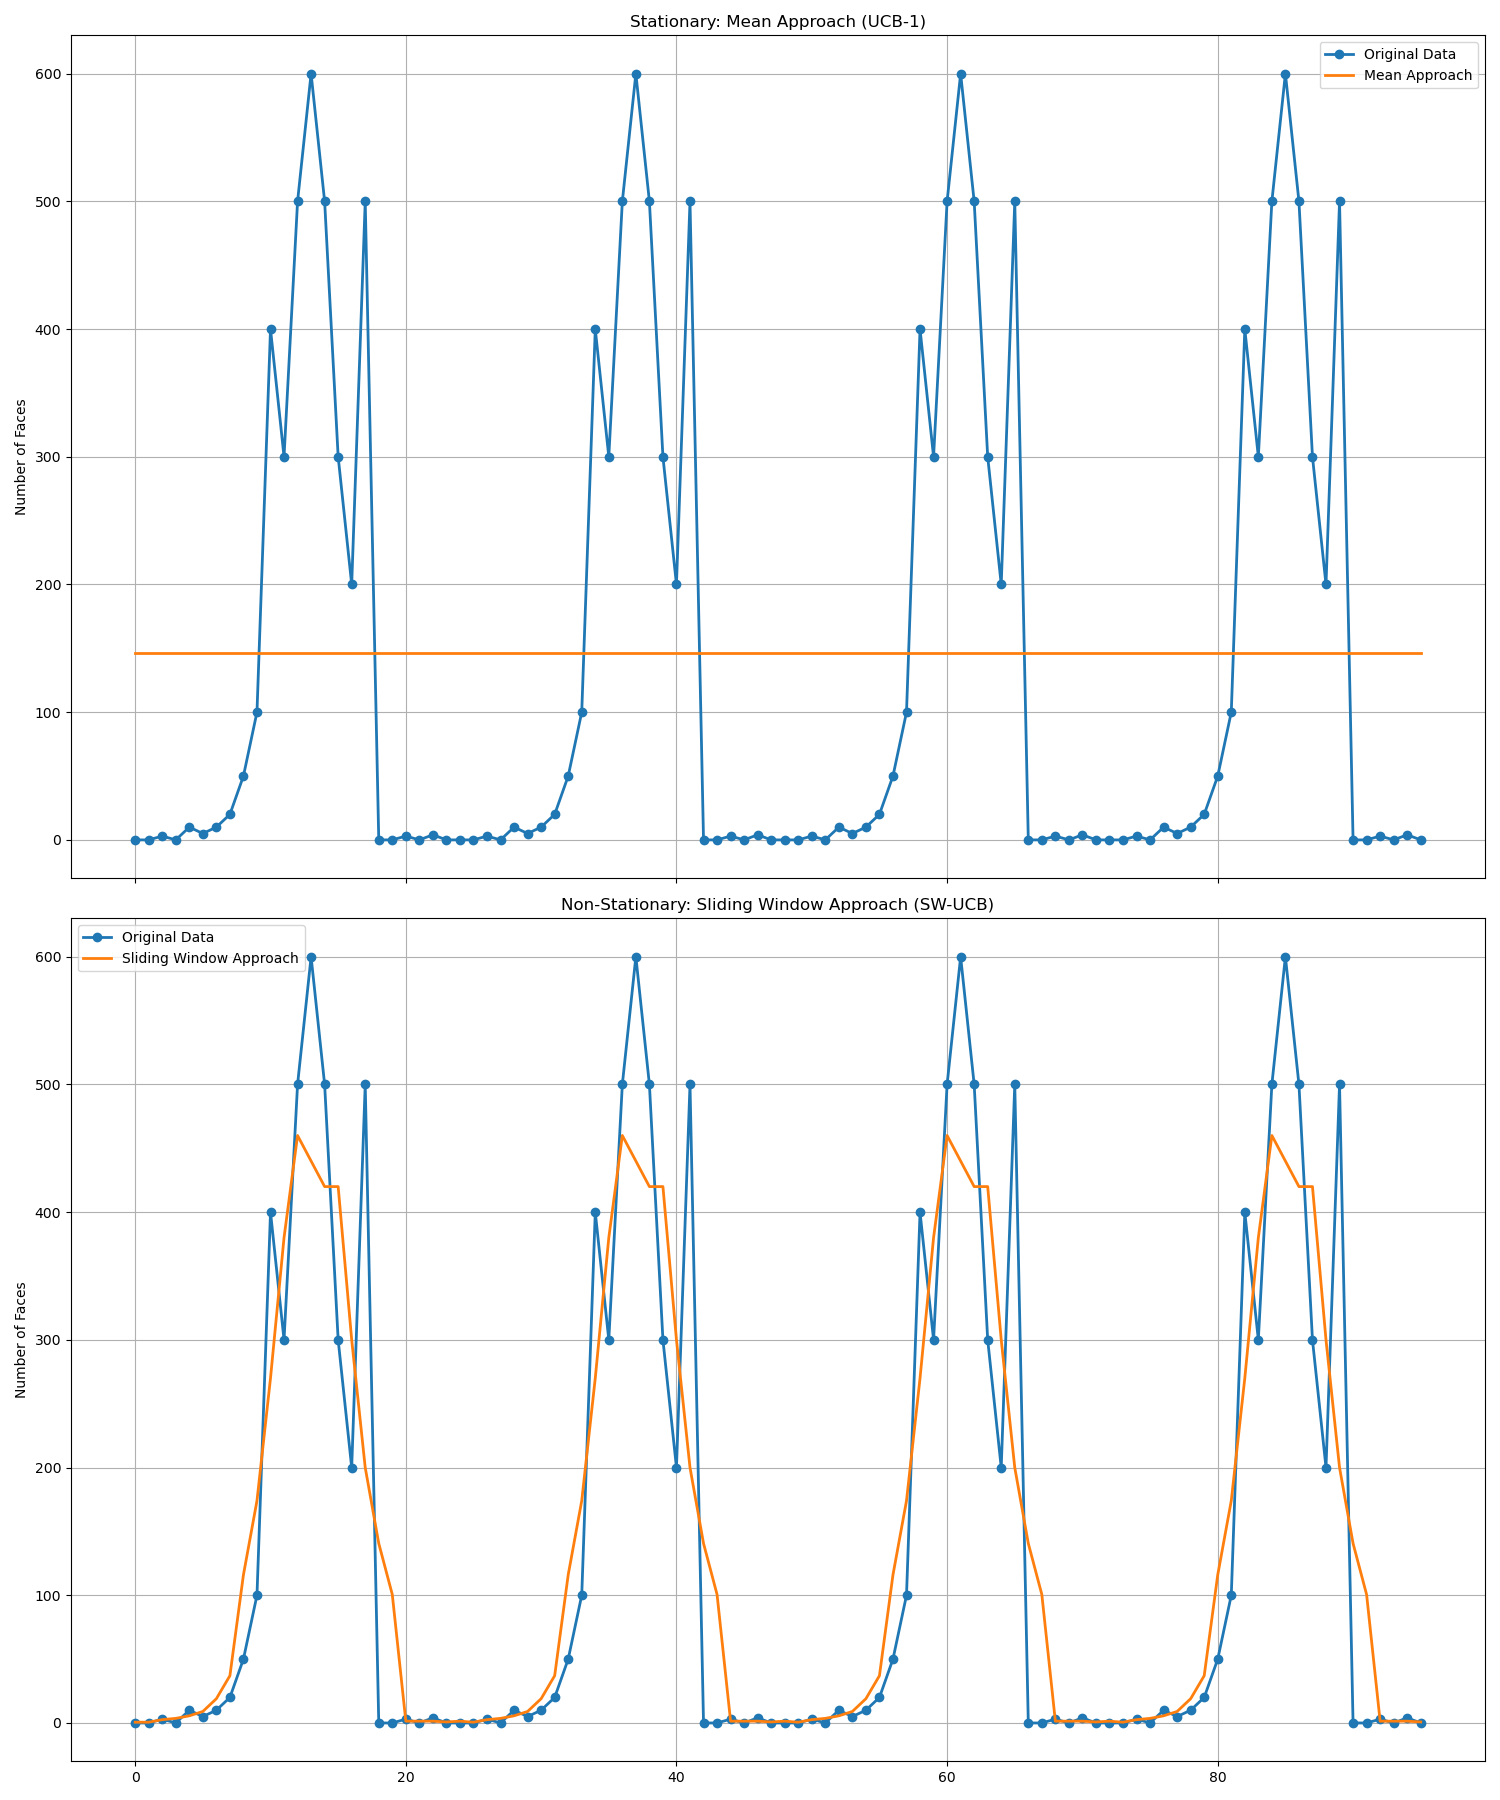 Stationary: Mean Approach (UCB-1)
Original Data
Mean Approach
600
500
400
300
200
100
0
Number of Faces
Non-Stationary: Sliding Window Approach (SW-UCB)
Original Data
Sliding Window Approach
600
500
400
300
200
100
0
Number of Faces
0 20 40 60 80